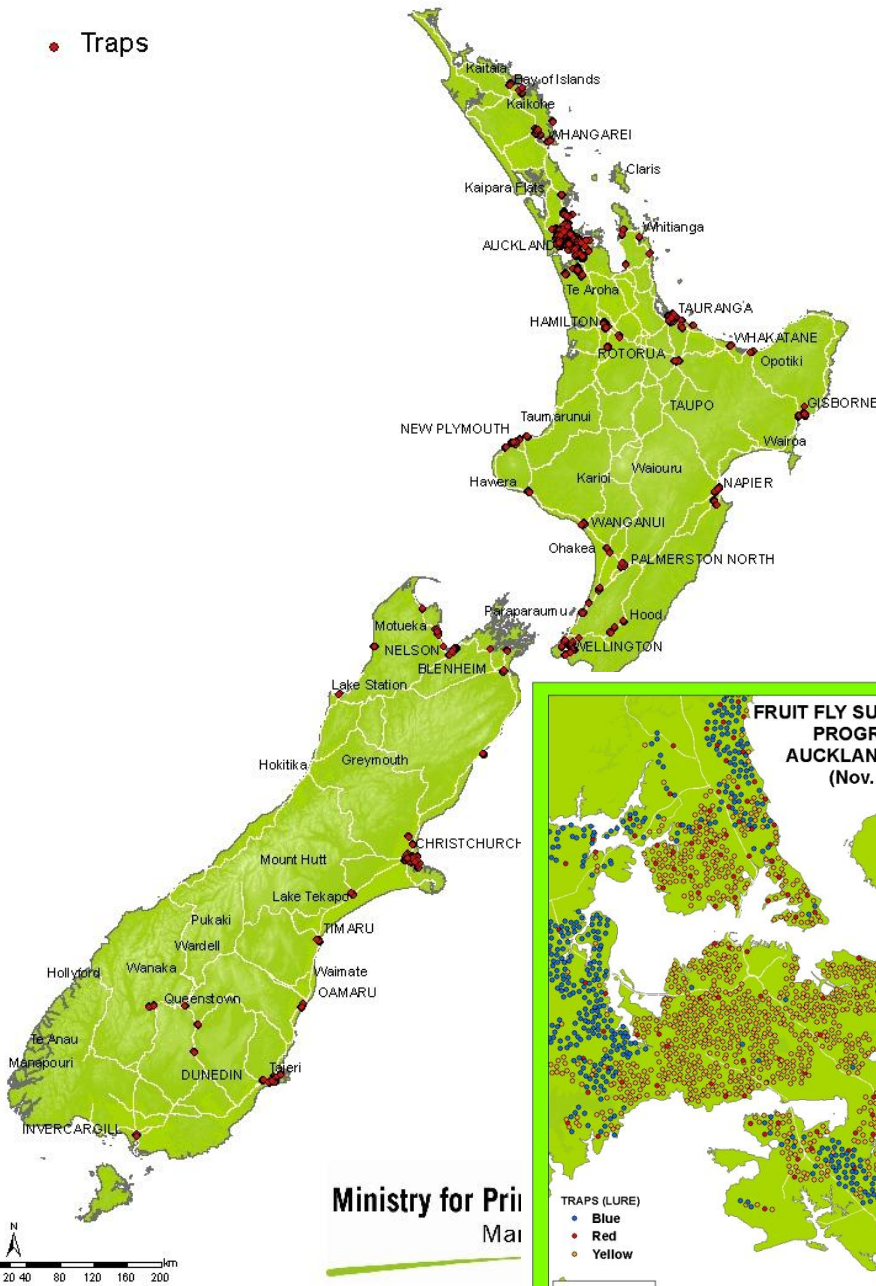 Traps
Kaitaia
Bay of Islands
Kaikohe
WHANGAREI
Claris
Kaipara Flats
Whitianga
AUCKLAND
Te Aroha
TAURANGA
HAMILTON
WHAKATANE
ROTORUA
Opotiki
TAUPO
GISBORNE
Taumarunui
NEW PLYMOUTH
Wairoa
Waiouru
Karioi
Hawera
NAPIER
WANGANUI
Ohakea
PALMERSTON NORTH
Paraparaumu
Hood
Motueka
NELSON
WELLINGTON
BLENHEIM
Lake Station
Greymouth
Hokitika
CHRISTCHURCH
Mount Hutt
Lake Tekapo
Pukaki
TIMARU
Wardell
Waimate
Hollyford
Wanaka
OAMARU
Queenstown
Te Anau
Manapouri
DUNEDIN
Taieri
INVERCARGILL
N
km
20 40 80 120 160 200
Ministry for Pri
Ma
FRUIT FLY SU
PROGR
AUCKLAN
(Nov.
TRAPS (LURE)
Blue
Red
Yellow